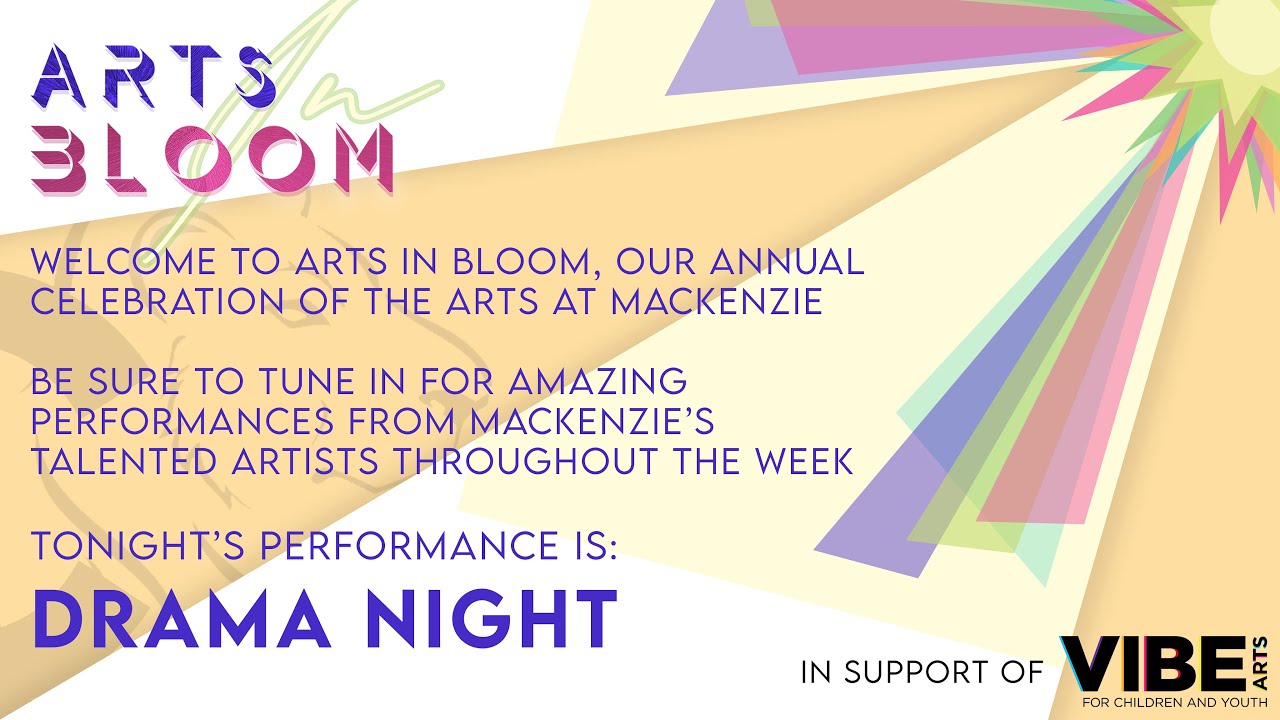 ARTS
In
BLOOM
WELCOME TO ARTS IN BLOOM, OUR ANNUAL
CELEBRATION OF THE ARTS AT MACKENZIE
BE SURE TO TUNE IN FOR AMAZING
PERFORMANCES FROM MACKENZIE'S
TALENTED ARTISTS THROUGHOUT THE WEEK
TONIGHT'S PERFORMANCE IS:
DRAMA NIGHT
IN SUPPORT OF
VIBE
ARTS
FOR CHILDREN AND YOUTH